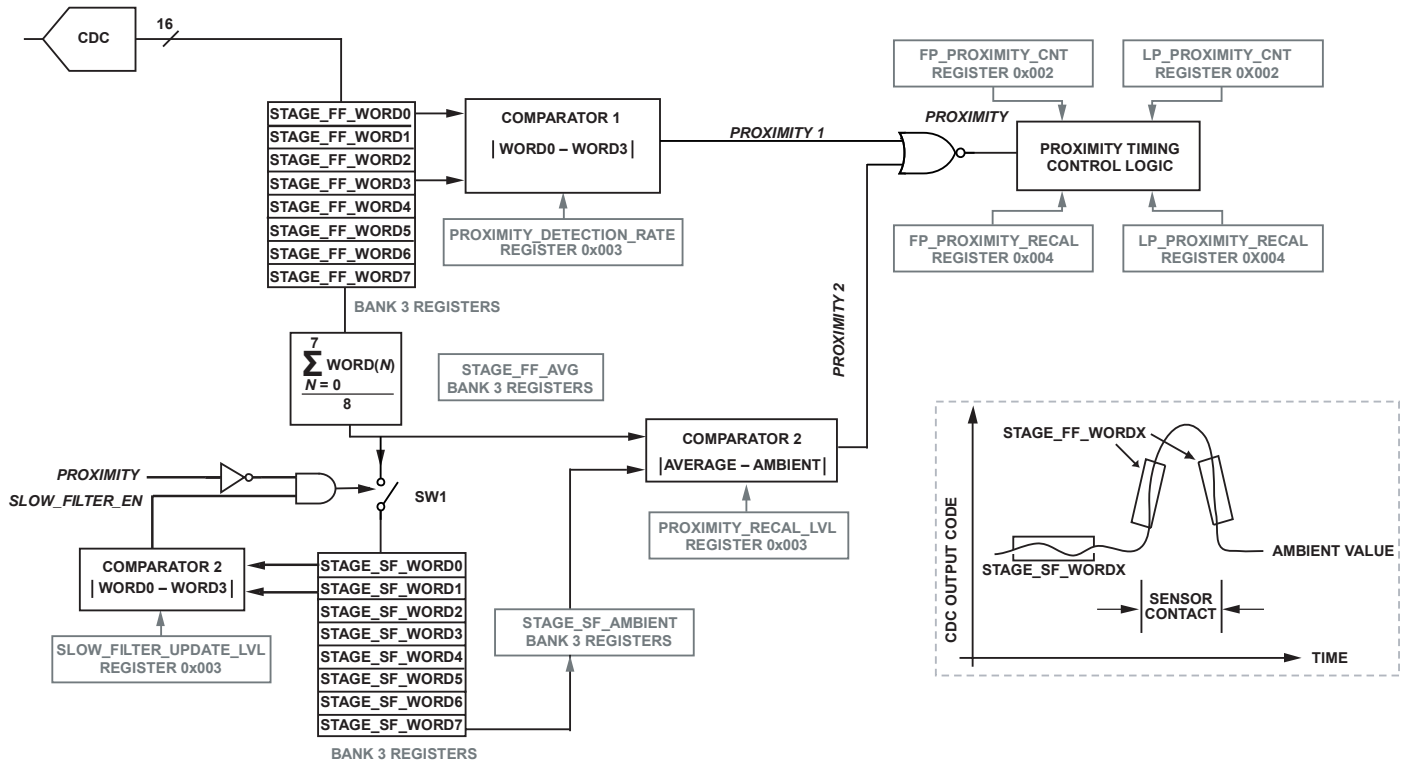 CDC
16
STAGE_FF_WORD0
STAGE_FF_WORD1
STAGE_FF_WORD2
STAGE_FF_WORD3
STAGE_FF_WORD4
STAGE_FF_WORD5
STAGE_FF_WORD6
STAGE_FF_WORD7
BANK 3 REGISTERS
COMPARATOR 1
|WORD0 – WORD3|
PROXIMITY_DETECTION_RATE
REGISTER 0x003
PROXIMITY 1
PROXIMITY
FP_PROXIMITY_CNT
REGISTER 0x002
LP_PROXIMITY_CNT
REGISTER 0X002
PROXIMITY TIMING
CONTROL LOGIC
FP_PROXIMITY_RECAL
REGISTER 0x004
LP_PROXIMITY_RECAL
REGISTER 0X004
PROXIMITY 2
7
Σ WORD(N)
N = 0
8
STAGE_FF_AVG
BANK 3 REGISTERS
COMPARATOR 2
|AVERAGE – AMBIENT|
PROXIMITY_RECAL_LVL
REGISTER 0x003
PROXIMITY
SLOW_FILTER_EN
SW1
COMPARATOR 2
|WORD0 – WORD3|
SLOW_FILTER_UPDATE_LVL
REGISTER 0x003
STAGE_SF_WORD0
STAGE_SF_WORD1
STAGE_SF_WORD2
STAGE_SF_WORD3
STAGE_SF_WORD4
STAGE_SF_WORD5
STAGE_SF_WORD6
STAGE_SF_WORD7
BANK 3 REGISTERS
STAGE_SF_AMBIENT
BANK 3 REGISTERS
CDC OUTPUT CODE
STAGE_FF_WORDX
STAGE_SF_WORDX
AMBIENT VALUE
SENSOR
CONTACT
TIME